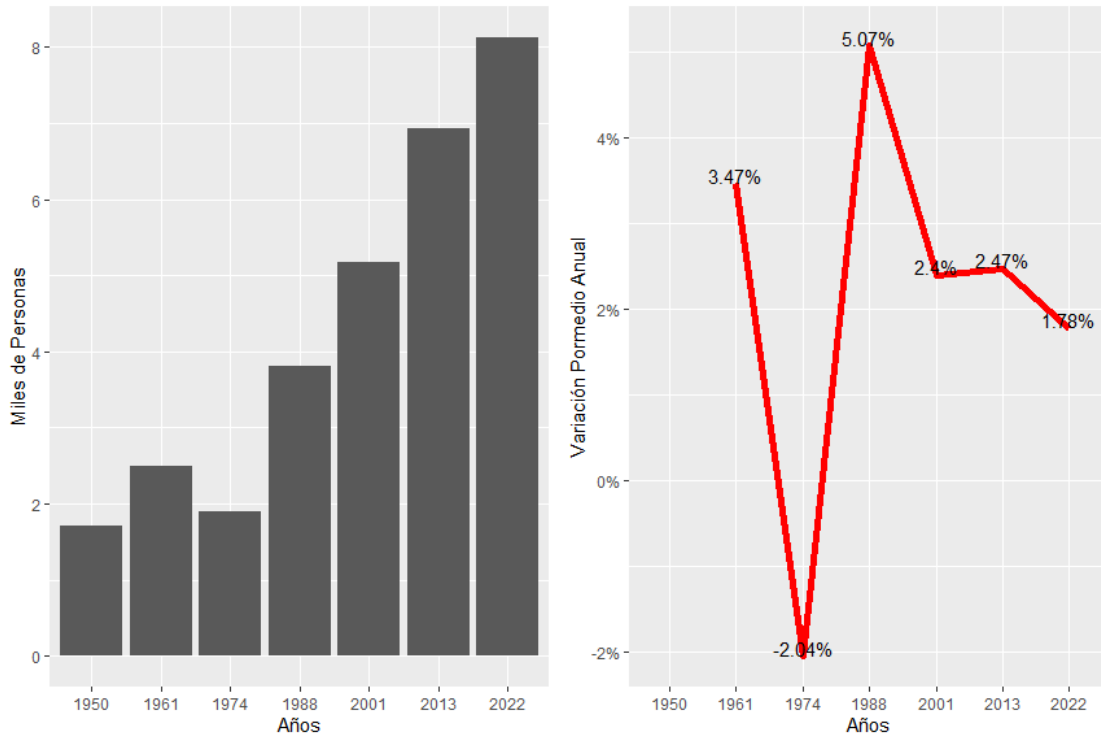 Miles de Personas
8
6
4
2
0
1950 1961 1974 1988 2001 2013 2022
Años
Variación Pormedio Anual
4%
2%
0%
-2%
3.47%
-2.04%
5.07%
2.4%
2.47%
1.78%
1950 1961 1974 1988 2001 2013 2022
Años